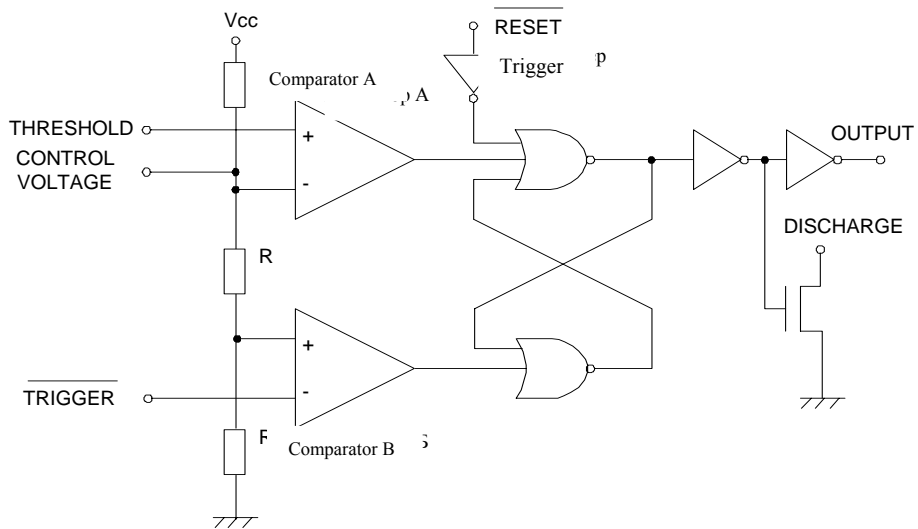 Vcc
RESET
Trigger
p
Comparator A
p A
THRESHOLD
+
OUTPUT
CONTROL
VOLTAGE
-
DISCHARGE
R
+
TRIGGER
-
Comparator B